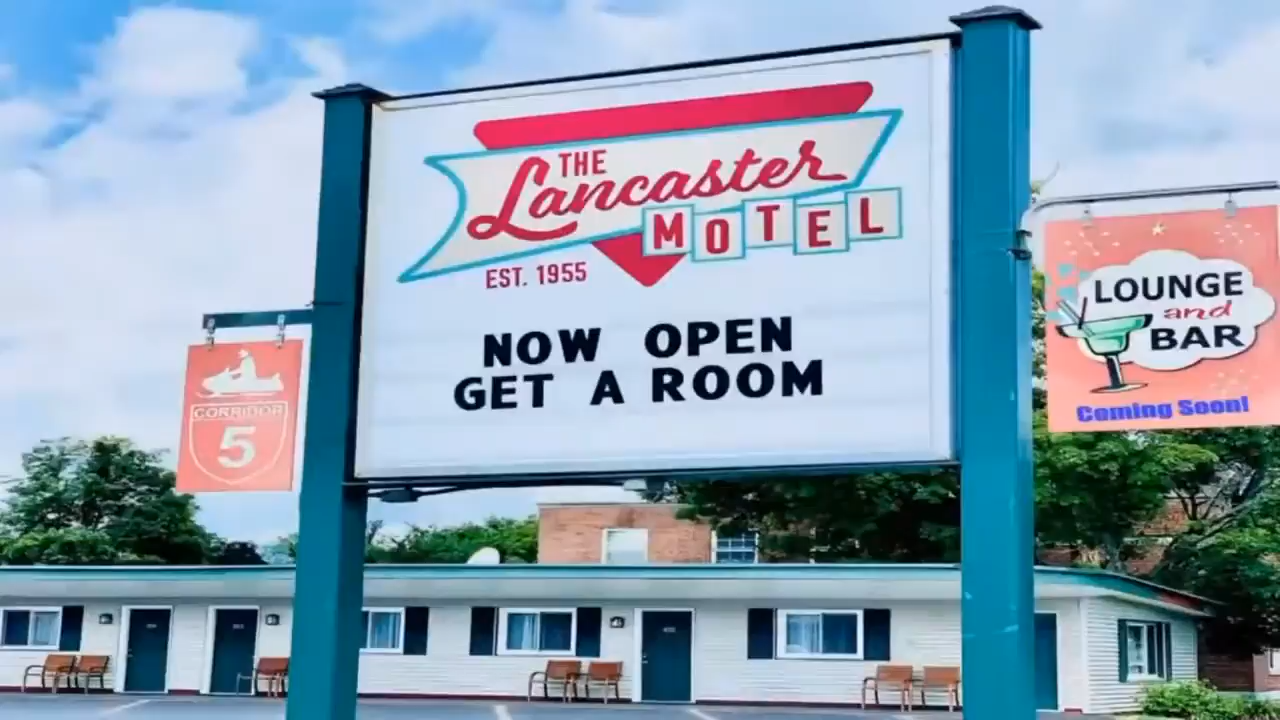 THE
Lancaster
MOTEL
EST. 1955
NOW OPEN
GET A ROOM
CORRIDOR
5
LOUNGE
and
BAR
Coming Soon!